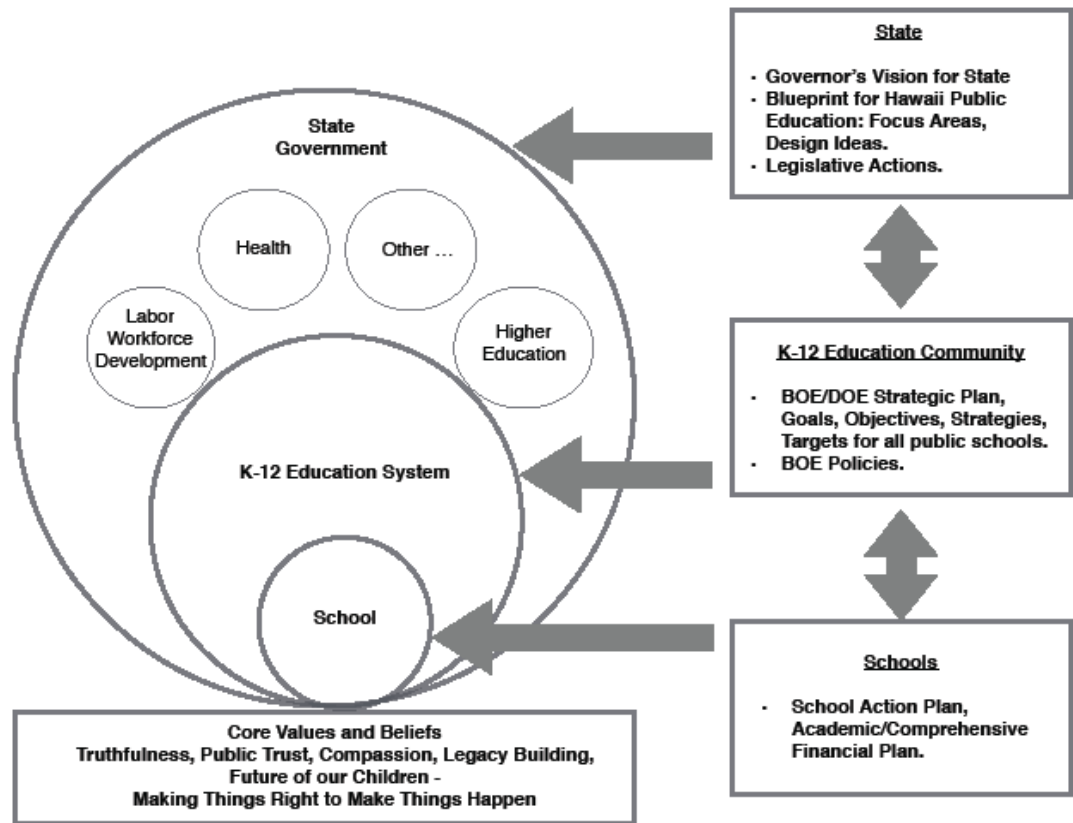 State
Government
Health
Other ...
Labor
Workforce
Development
Higher
Education
K-12 Education System
School
Core Values and Beliefs
Truthfulness, Public Trust, Compassion, Legacy Building,
Future of our Children -
Making Things Right to Make Things Happen
State
- Governor's Vision for State
- Blueprint for Hawaii Public
Education: Focus Areas,
Design Ideas.
- Legislative Actions.
K-12 Education Community
- BOE/DOE Strategic Plan,
Goals, Objectives, Strategies,
Targets for all public schools.
- BOE Policies.
Schools
- School Action Plan,
Academic/Comprehensive
Financial Plan.